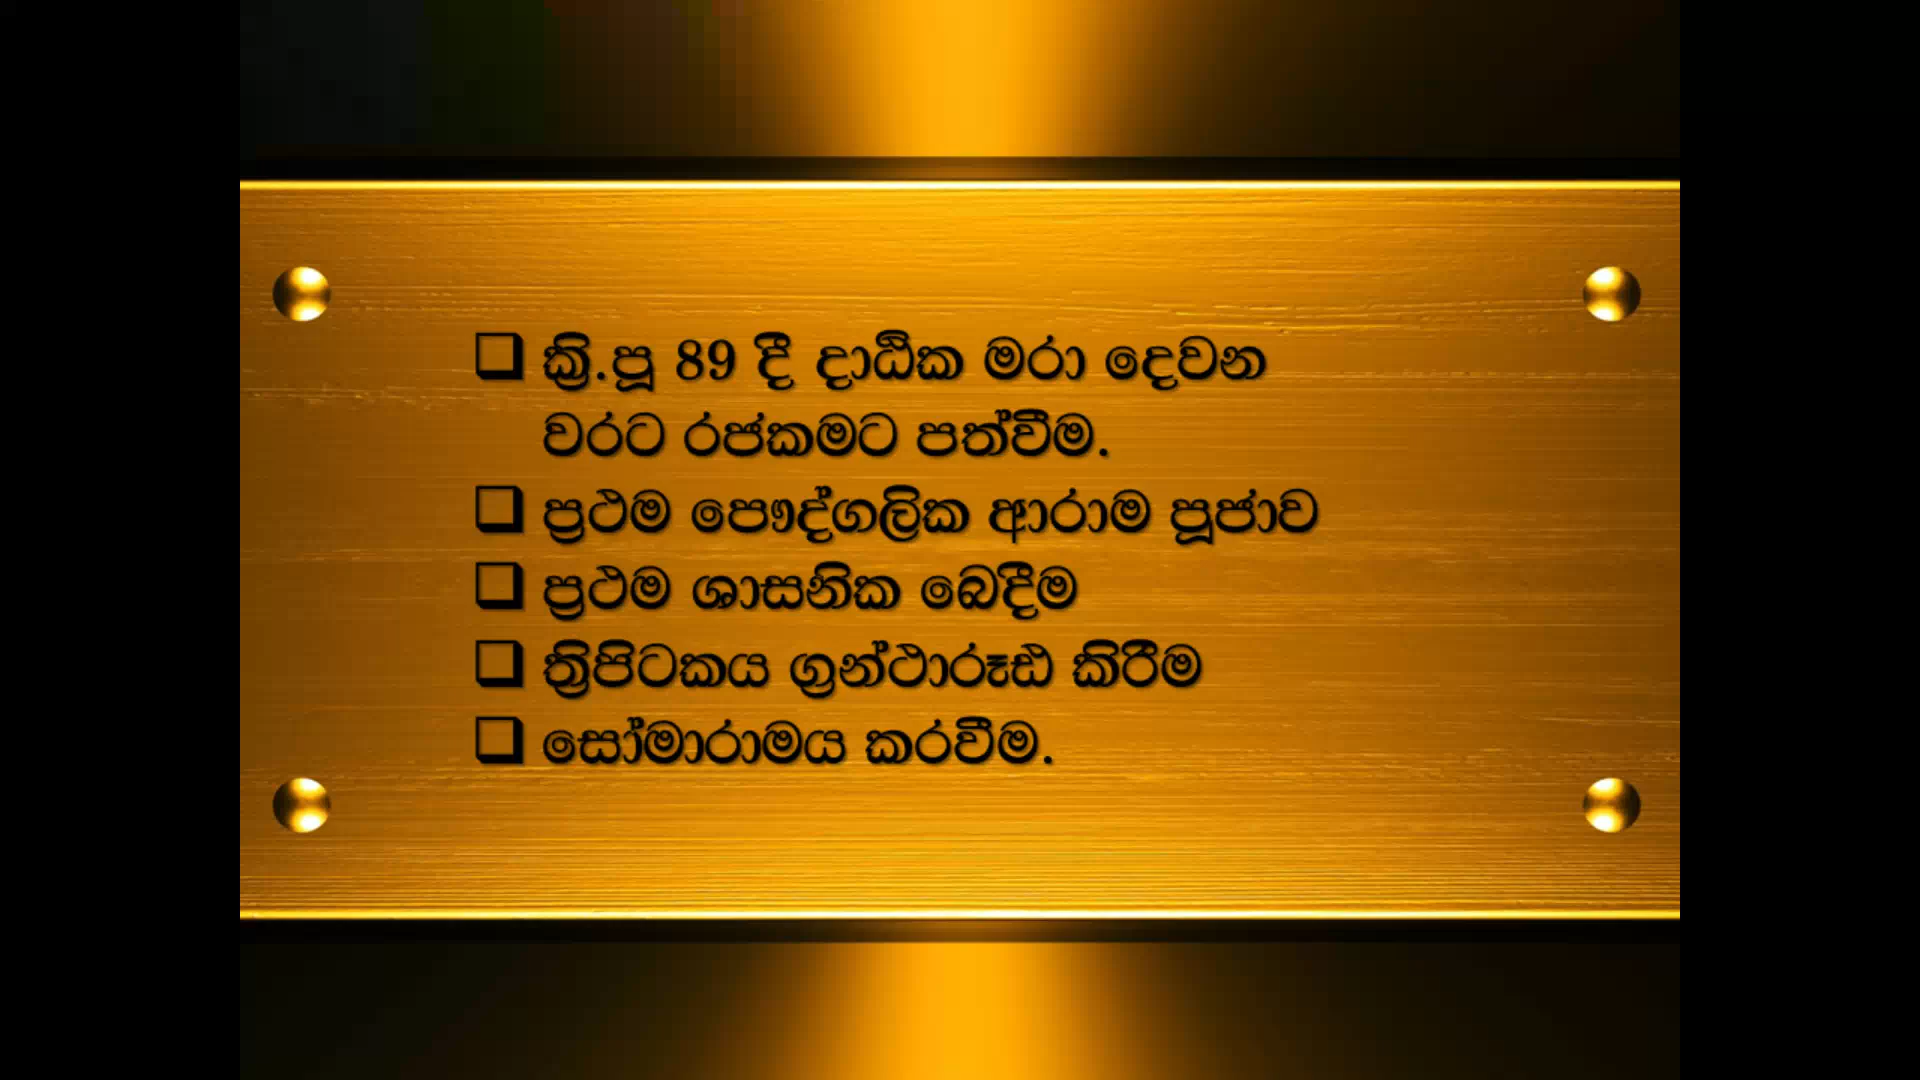 ❑ ක්‍රි.පූ 89 දී දාඨික මරා දෙවන
වරට රජකමට පත්වීම.
❑ ප්‍රථම පෞද්ගලික ආරාම පූජාව
❑ ප්‍රථම ශාසනික බෙදීම
❑ ත්‍රිපිටකය ග්‍රන්ථාරූඪ කිරීම
❑ සෝමාරාමය කරවීම.